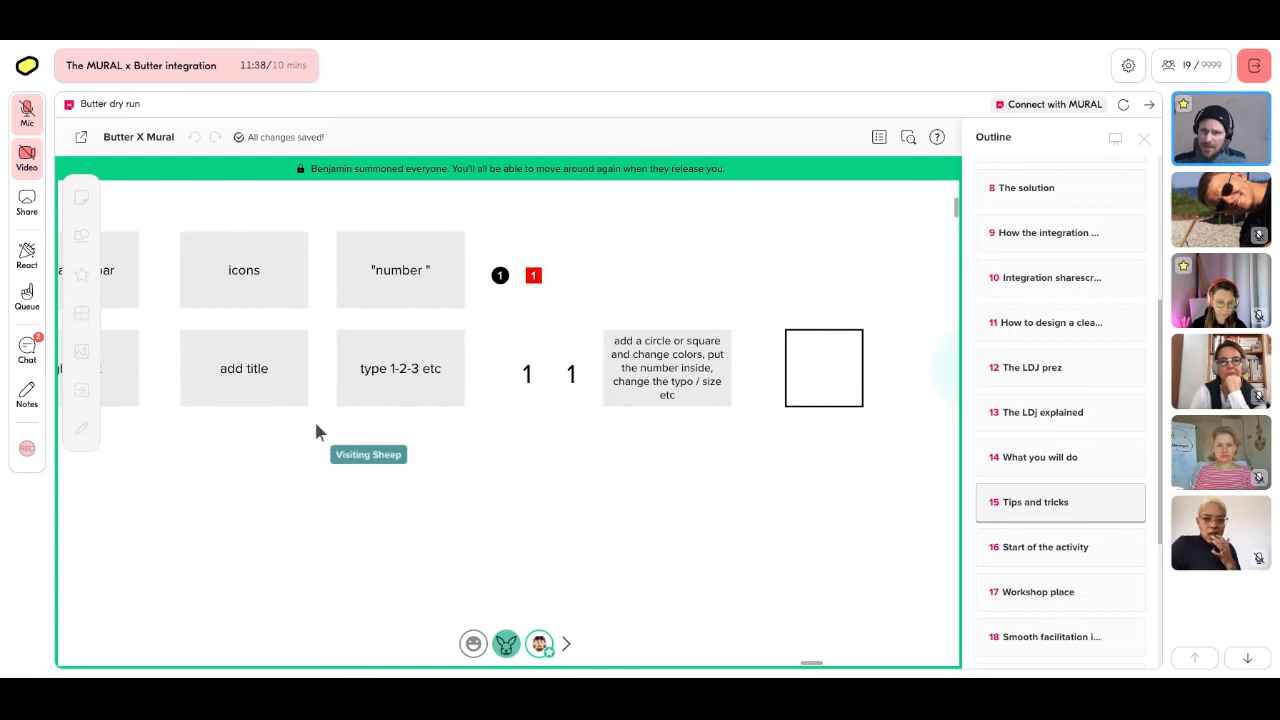 The MURAL x Butter integration 11:38/10 mins
19 / 9999
Mic
Video
Share
React
Queue
2
Chat
Notes
REC
Butter dry run
Connect with MURAL
Butter X Mural
All changes saved!
?
Benjamin summoned everyone. You'll all be able to move around again when they release you.
icons
"number "
1
1
add title
type 1-2-3 etc
1 1
add a circle or square
and change colors, put
the number inside,
change the typo / size
etc
Visiting Sheep
Outline
8 The solution
9 How the integration ...
10 Integration sharescr...
11 How to design a clea...
12 The LDJ prez
13 The LDj explained
14 What you will do
15 Tips and tricks
16 Start of the activity
17 Workshop place
18 Smooth facilitation i...